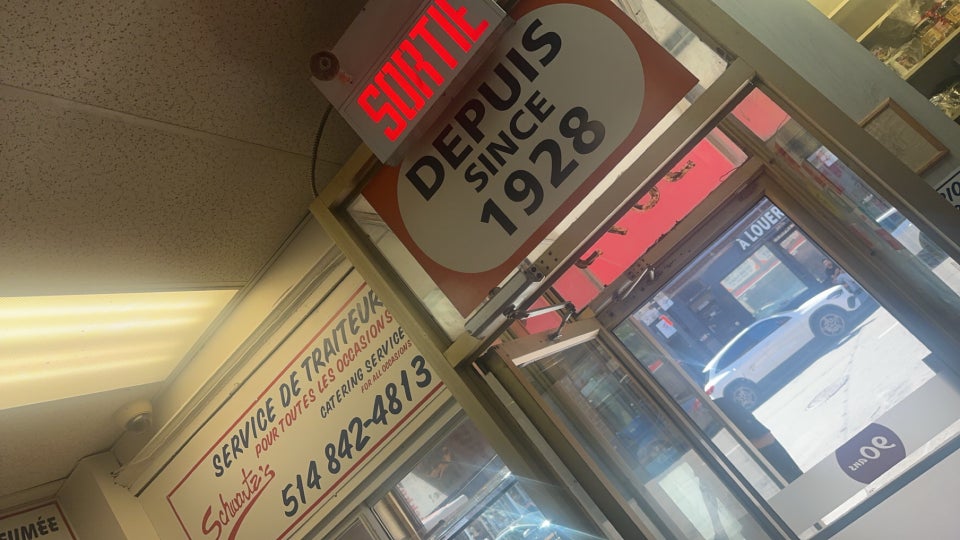 SORTIE
DEPUIS
SINCE
1928
À LOUER
SERVICE DE TRAITEUR
POUR TOUTES LES OCCASIONS
CATERING SERVICE
FOR ALL OCCASIONS
Schwartz's
514 842-4813
90 ans
FUMÉE